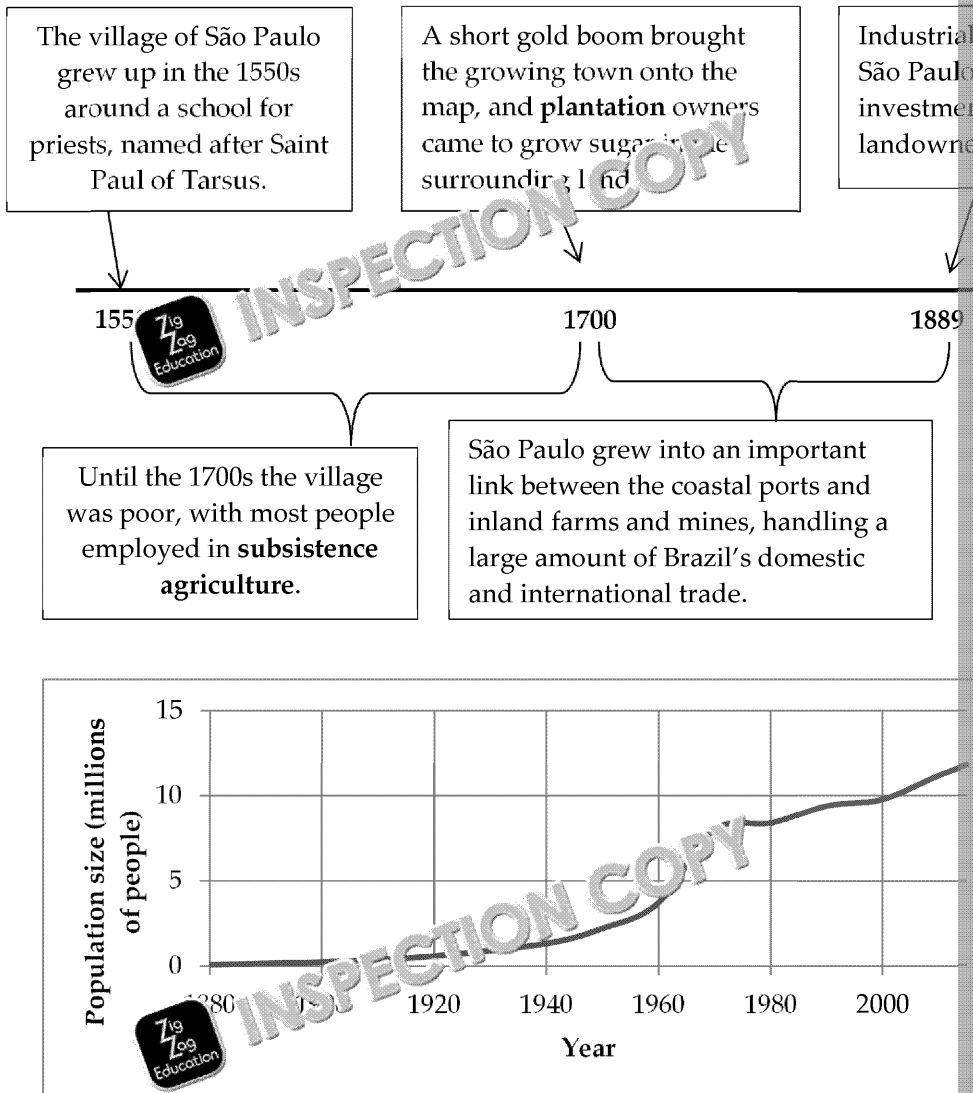 The village of São Paulo
grew up in the 1550s
around a school for
priests, named after Saint
Paul of Tarsus.
A short gold boom brought
the growing town onto the
map, and plantation owners
came to grow sugar in the
surrounding land
Industrial
São Paulo
landowne
INSPECTION COPY
Zig
Zag
Education
1700
1889
Until the 1700s the village
was poor, with most people
employed in subsistence
agriculture.
São Paulo grew into an important
link between the coastal ports and
inland farms and mines, handling a
large amount of Brazil's domestic
and international trade.
Population size (millions
of people)
15
10
5
0
1920
1940
1960
1980
2000
Year
INSPECTION COPY
Zig
Zag
Education